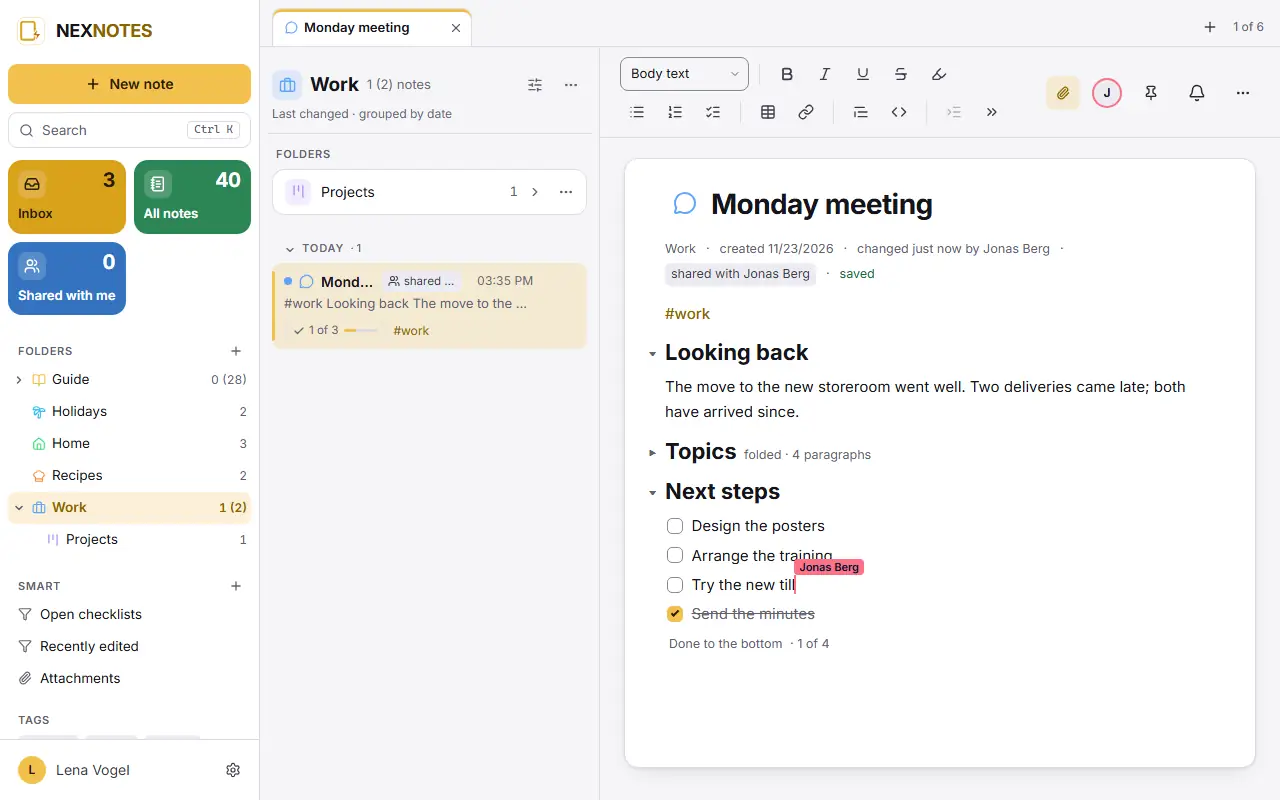 NEXNOTES
New note
Search Ctrl K
3
Inbox
40
All notes
0
Shared with me
FOLDERS
Guide 0 (28)
Holidays 2
Home 3
Recipes 2
Work 1 (2)
Projects 1
SMART
Open checklists
Recently edited
Attachments
TAGS
L Lena Vogel
Monday meeting
1 of 6
Work 1 (2) notes
Last changed · grouped by date
FOLDERS
Projects 1
TODAY · 1
Mond... shared ... 03:35 PM
#work Looking back The move to the ...
1 of 3 #work
Body text
J
Monday meeting
Work · created 11/23/2026 · changed just now by Jonas Berg ·
shared with Jonas Berg · saved
#work
Looking back
The move to the new storeroom went well. Two deliveries came late; both
have arrived since.
Topics folded · 4 paragraphs
Next steps
Design the posters
Arrange the training
Jonas Berg
Try the new till
Send the minutes
Done to the bottom · 1 of 4